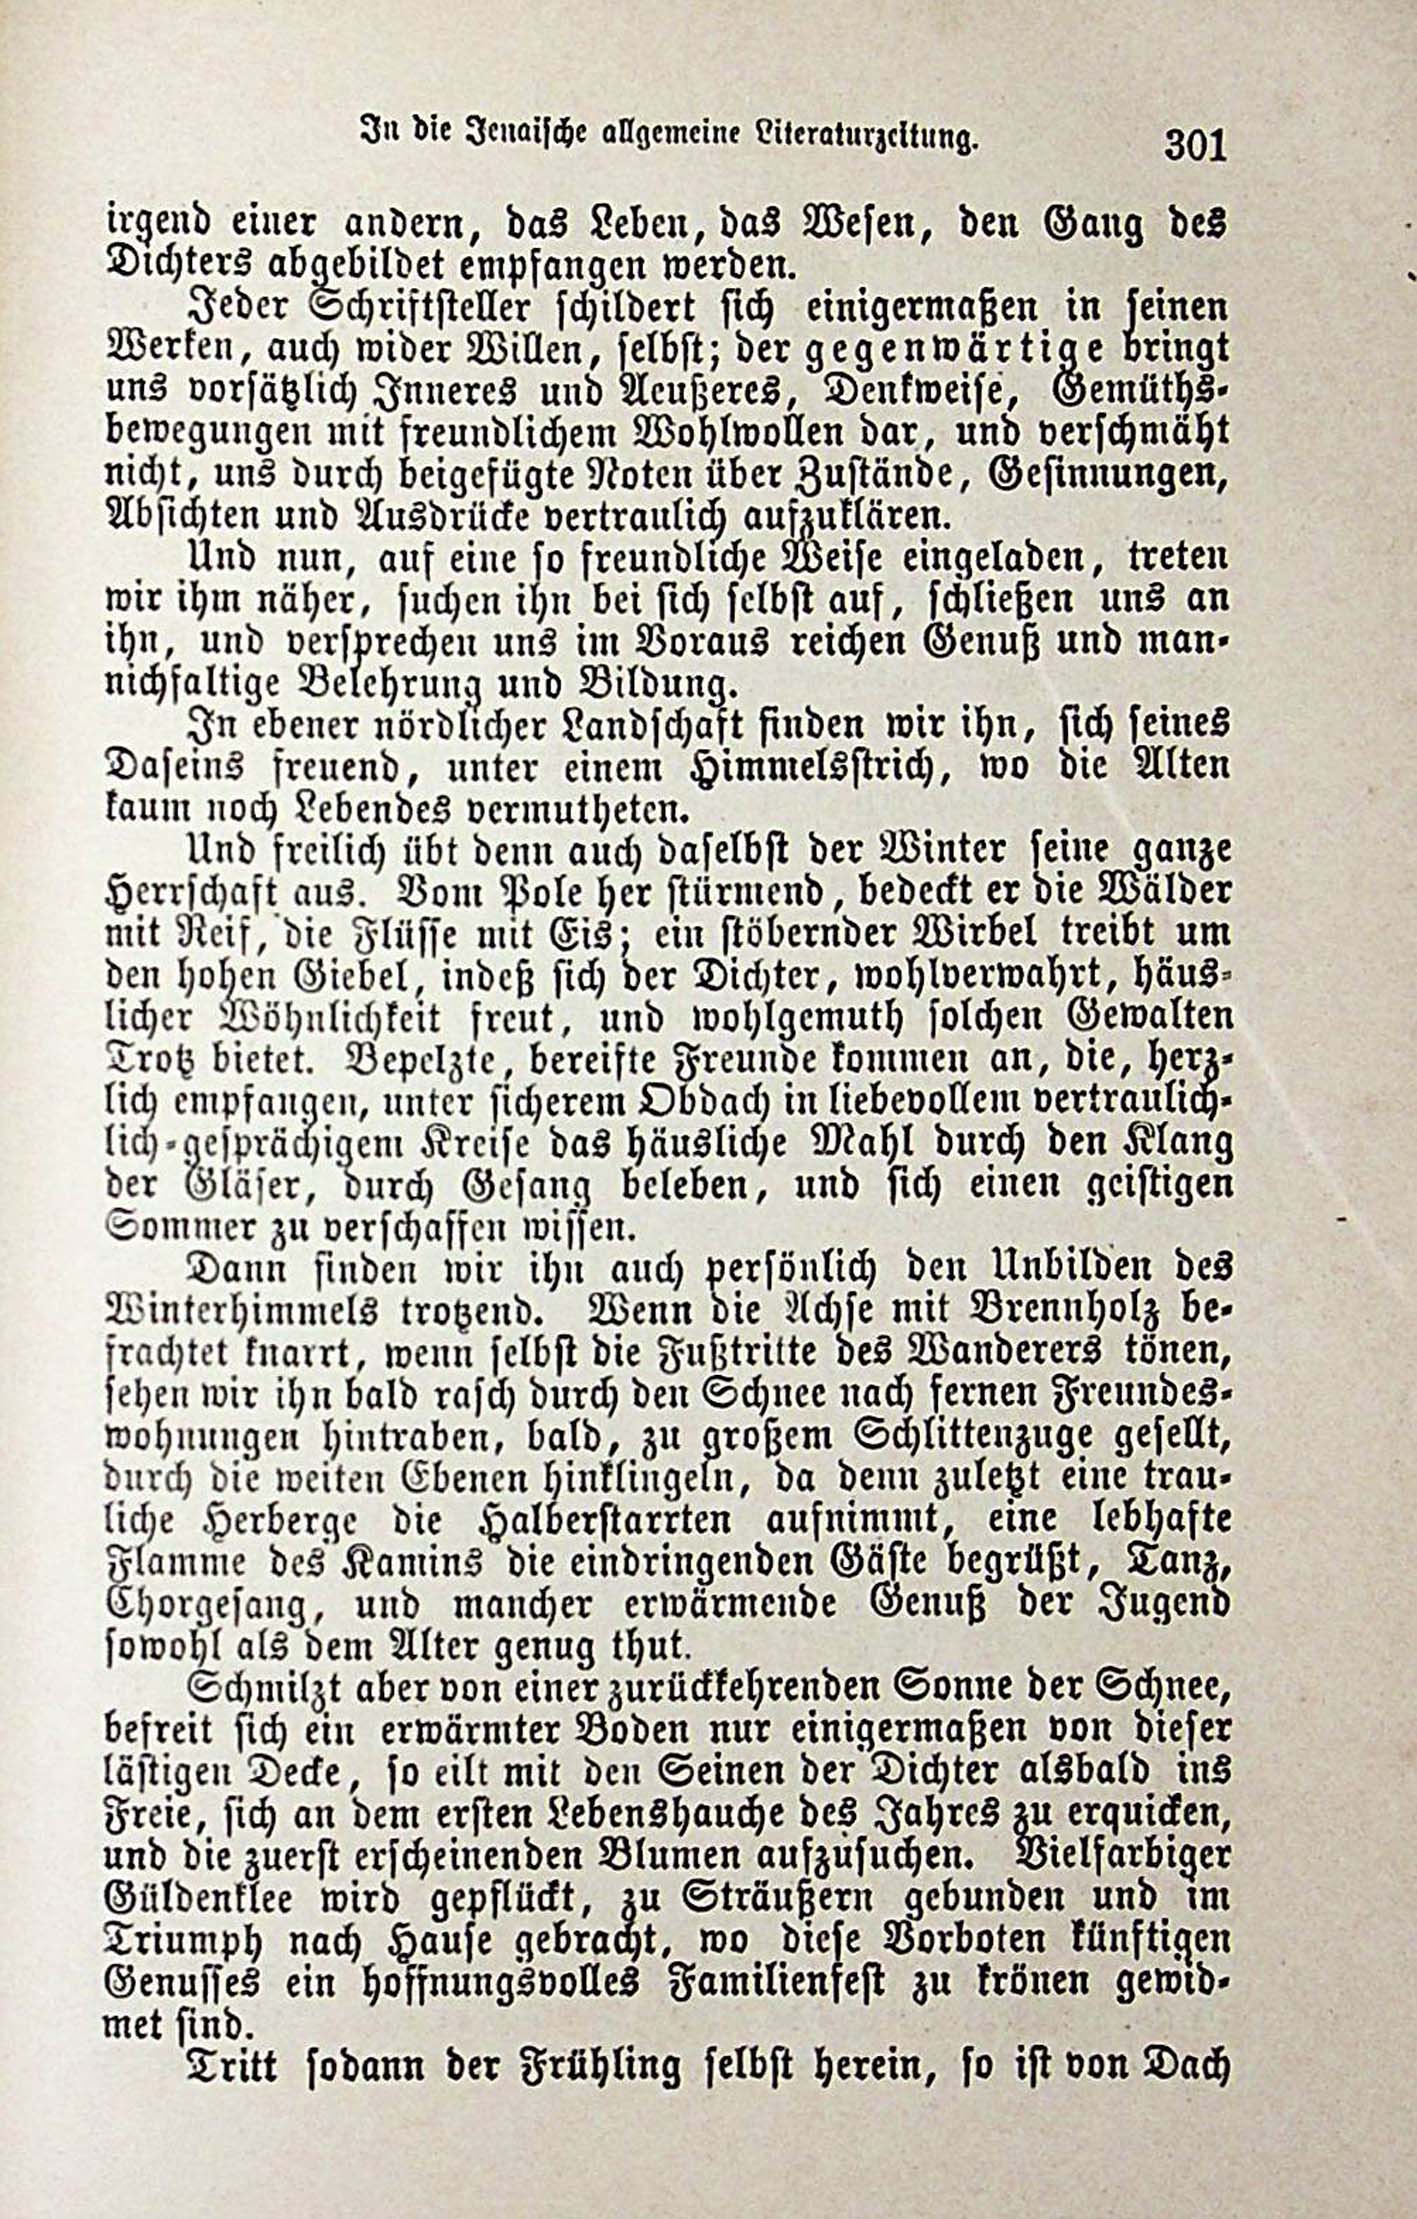 In die Jenaische allgemeine Literaturzeitung. 301
irgend einer andern, das Leben, das Wesen, den Gang des
Dichters abgebildet empfangen werden.
Jeder Schriftsteller schildert sich einigermaßen in seinen
Werken, auch wider Willen, selbst; der gegenwärtige bringt
uns vorsätzlich Inneres und Aeußeres, Denkweise, Gemüths-
bewegungen mit freundlichem Wohlwollen dar, und verschmäht
nicht, uns durch beigefügte Noten über Zustände, Gesinnungen,
Absichten und Ausdrücke vertraulich aufzuklären.
Und nun, auf eine so freundliche Weise eingeladen, treten
wir ihm näher, suchen ihn bei sich selbst auf, schließen uns an
ihn, und versprechen uns im Voraus reichen Genuß und man-
nichfaltige Belehrung und Bildung.
In ebener nördlicher Landschaft finden wir ihn, sich seines
Daseins freuend, unter einem Himmelsstrich, wo die Alten
kaum noch Lebendes vermutheten.
Und freilich übt denn auch daselbst der Winter seine ganze
Herrschaft aus. Vom Pole her stürmend, bedeckt er die Wälder
mit Reif, die Flüsse mit Eis; ein stöbernder Wirbel treibt um
den hohen Giebel, indeß sich der Dichter, wohlverwahrt, häus-
licher Wöhnlichkeit freut, und wohlgemuth solchen Gewalten
Trotz bietet. Bepelzte, bereifte Freunde kommen an, die, herz-
lich empfangen, unter sicherem Obdach in liebevollem vertraulich-
lich-gesprächigem Kreise das häusliche Mahl durch den Klang
der Gläser, durch Gesang beleben, und sich einen geistigen
Sommer zu verschaffen wissen.
Dann finden wir ihn auch persönlich den Unbilden des
Winterhimmels trotzend. Wenn die Achse mit Brennholz be-
frachtet knarrt, wenn selbst die Fußtritte des Wanderers tönen,
sehen wir ihn bald rasch durch den Schnee nach fernen Freundes-
wohnungen hintraben, bald, zu großem Schlittenzuge gesellt,
durch die weiten Ebenen hinklingeln, da denn zuletzt eine trau-
liche Herberge die Halberstarrten aufnimmt, eine lebhafte
Flamme des Kamins die eindringenden Gäste begrüßt, Tanz,
Chorgesang, und mancher erwärmende Genuß der Jugend
sowohl als dem Alter genug thut.
Schmilzt aber von einer zurückkehrenden Sonne der Schnee,
befreit sich ein erwärmter Boden nur einigermaßen von dieser
lästigen Decke, so eilt mit den Seinen der Dichter alsbald ins
Freie, sich an dem ersten Lebenshauche des Jahres zu erquicken,
und die zuerst erscheinenden Blumen aufzusuchen. Vielfarbiger
Güldenklee wird gepflückt, zu Sträußern gebunden und im
Triumph nach Hause gebracht, wo diese Vorboten künftigen
Genusses ein hoffnungsvolles Familienfest zu krönen gewid-
met sind.
Tritt sodann der Frühling selbst herein, so ist von Dach